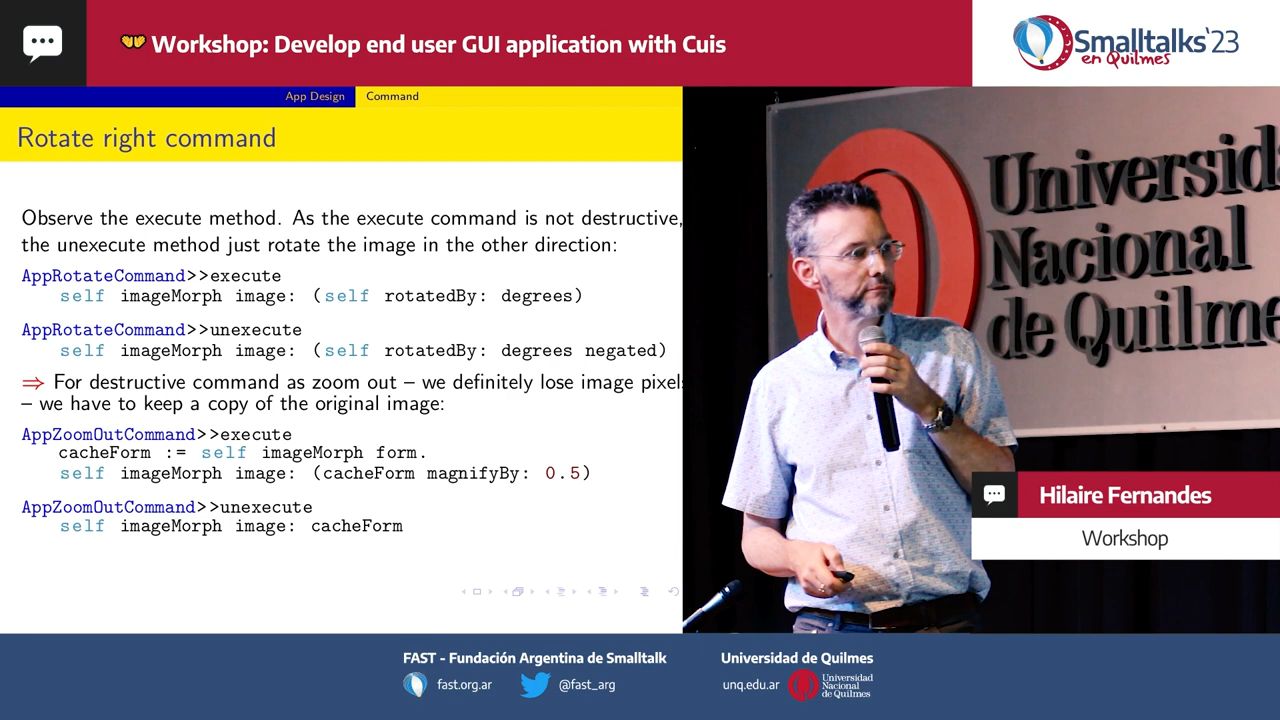 Workshop: Develop end user GUI application with Cuis
Smalltalks'23
en Quilmes
App Design
Command
Rotate right command
Observe the execute method. As the execute command is not destructive,
the unexecute method just rotate the image in the other direction:
AppRotateCommand>>execute
self imageMorph image: (self rotatedBy: degrees)
AppRotateCommand>>unexecute
self imageMorph image: (self rotatedBy: degrees negated)
⇒ For destructive command as zoom out – we definitely lose image pixels
– we have to keep a copy of the original image:
AppZoomOutCommand>>execute
cacheForm := self imageMorph form.
self imageMorph image: (cacheForm magnifyBy: 0.5)
AppZoomOutCommand>>unexecute
self imageMorph image: cacheForm
Universida
Nacional
de Quilme
Hilaire Fernandes
Workshop
FAST - Fundación Argentina de Smalltalk
fast.org.ar
@fast_arg
Universidad de Quilmes
unq.edu.ar
Universidad
Nacional
de Quilmes